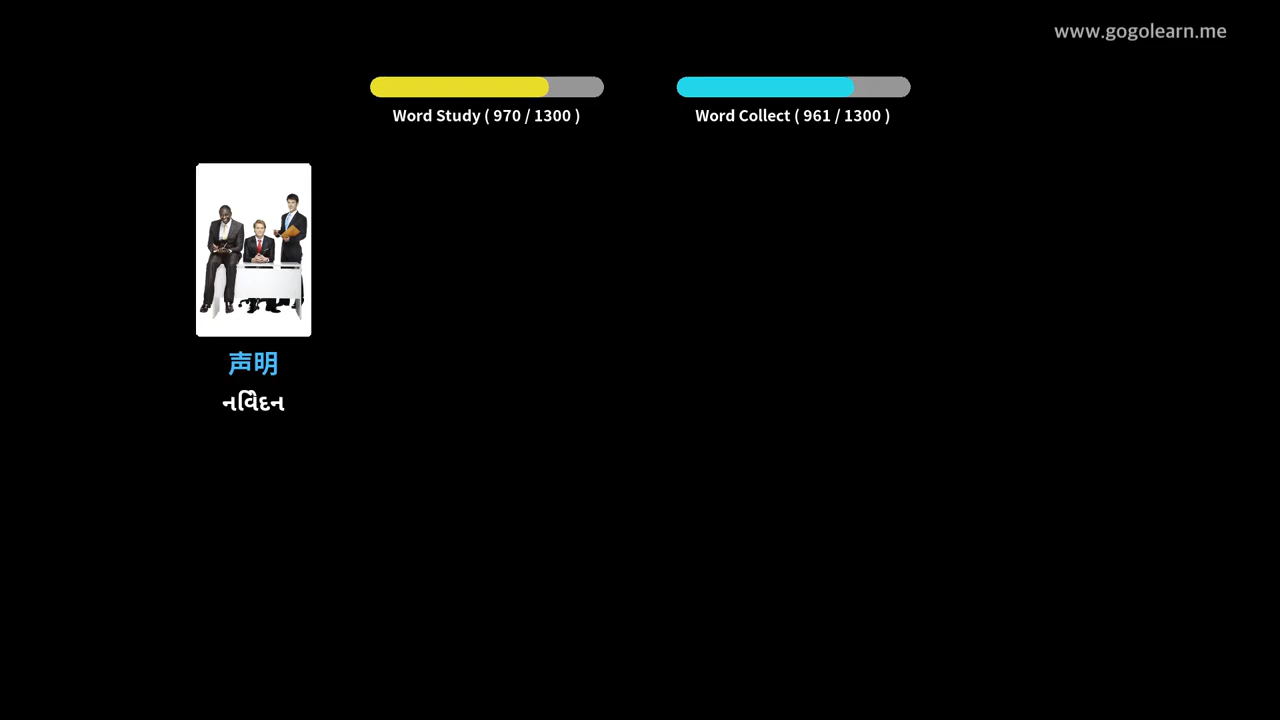 www.gogolearn.me
Word Study ( 970 / 1300 )
Word Collect ( 961 / 1300 )
声明
નિવેદન